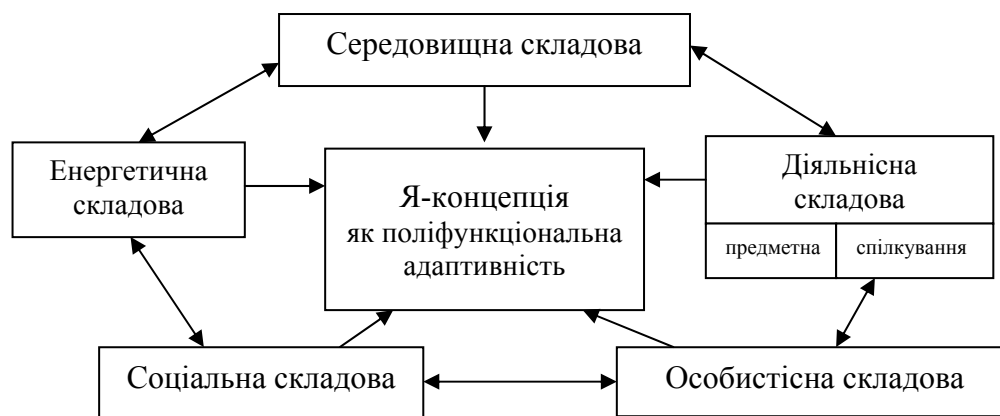 Середовищна складова
Енергетична
складова
Я-концепція
як поліфункціональна
адаптивність
Діяльнісна
складова
предметна
спілкування
Соціальна складова
Особистісна складова